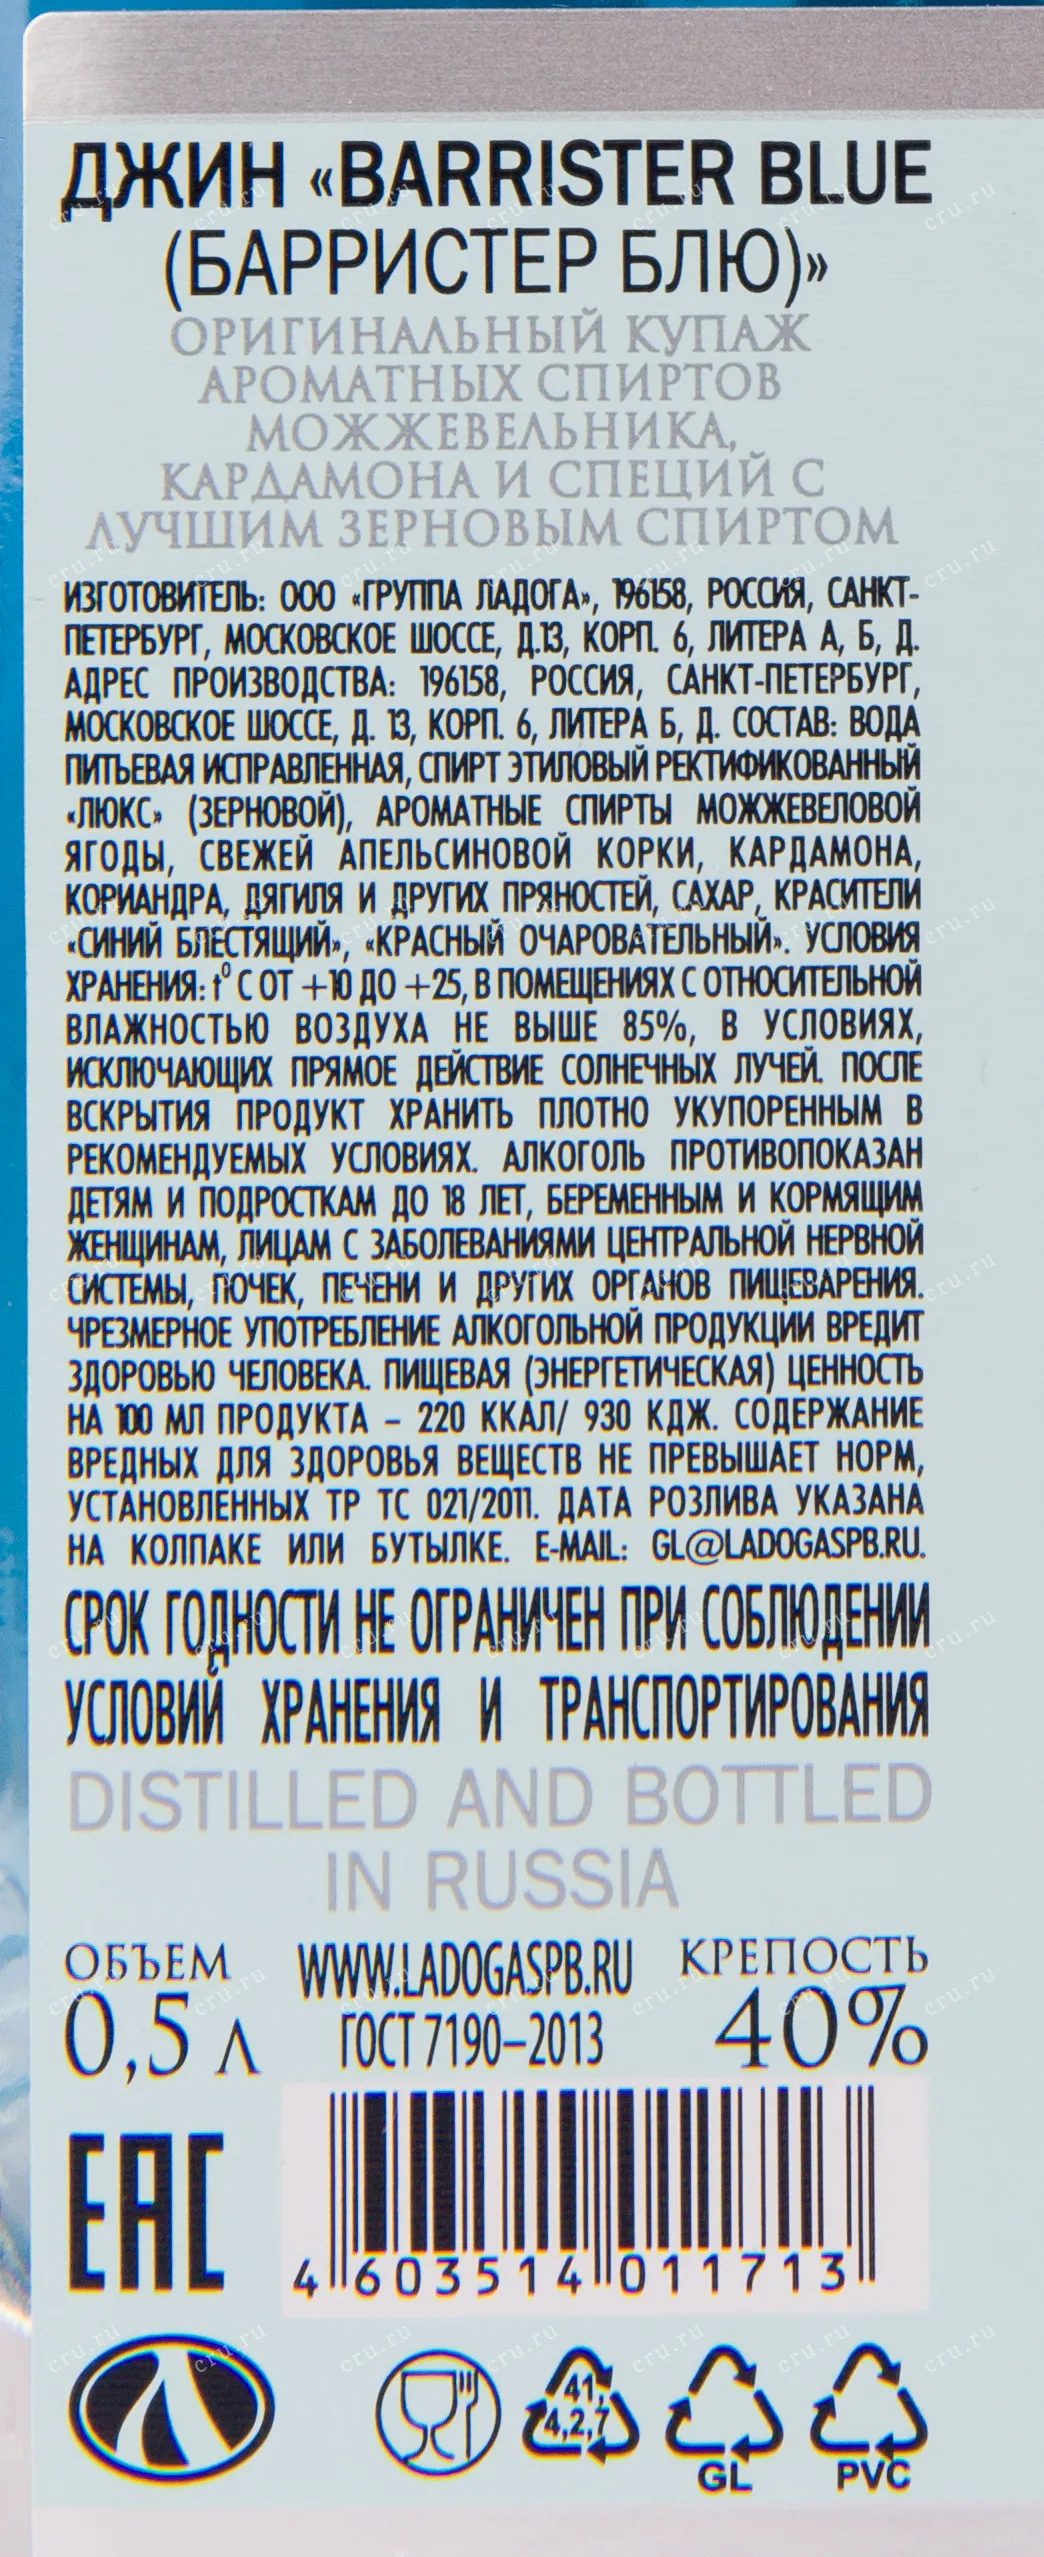 ДЖИН «BARRISTER BLUE
(БАРРИСТЕР БЛЮ)»
ОРИГИНАЛЬНЫЙ КУПАЖ
АРОМАТНЫХ СПИРТОВ
МОЖЖЕВЕЛЬНИКА,
КАРДАМОНА И СПЕЦИЙ С
ЛУЧШИМ ЗЕРНОВЫМ СПИРТОМ
ИЗГОТОВИТЕЛЬ: ООО «ГРУППА ЛАДОГА», 196158, РОССИЯ, САНКТ-
ПЕТЕРБУРГ, МОСКОВСКОЕ ШОССЕ, Д.13, КОРП. 6, ЛИТЕРА А, Б, Д.
АДРЕС ПРОИЗВОДСТВА: 196158, РОССИЯ, САНКТ-ПЕТЕРБУРГ,
МОСКОВСКОЕ ШОССЕ, Д. 13, КОРП. 6, ЛИТЕРА Б, Д. СОСТАВ: ВОДА
ПИТЬЕВАЯ ИСПРАВЛЕННАЯ, СПИРТ ЭТИЛОВЫЙ РЕКТИФИКОВАННЫЙ
«ЛЮКС» (ЗЕРНОВОЙ), АРОМАТНЫЕ СПИРТЫ МОЖЖЕВЕЛОВОЙ
ЯГОДЫ, СВЕЖЕЙ АПЕЛЬСИНОВОЙ КОРКИ, КАРДАМОНА,
КОРИАНДРА, ДЯГИЛЯ И ДРУГИХ ПРЯНОСТЕЙ, САХАР, КРАСИТЕЛИ
«СИНИЙ БЛЕСТЯЩИЙ», «КРАСНЫЙ ОЧАРОВАТЕЛЬНЫЙ». УСЛОВИЯ
ХРАНЕНИЯ: t° С ОТ +10 ДО +25, В ПОМЕЩЕНИЯХ С ОТНОСИТЕЛЬНОЙ
ВЛАЖНОСТЬЮ ВОЗДУХА НЕ ВЫШЕ 85%, В УСЛОВИЯХ,
ИСКЛЮЧАЮЩИХ ПРЯМОЕ ДЕЙСТВИЕ СОЛНЕЧНЫХ ЛУЧЕЙ. ПОСЛЕ
ВСКРЫТИЯ ПРОДУКТ ХРАНИТЬ ПЛОТНО УКУПОРЕННЫМ В
РЕКОМЕНДУЕМЫХ УСЛОВИЯХ. АЛКОГОЛЬ ПРОТИВОПОКАЗАН
ДЕТЯМ И ПОДРОСТКАМ ДО 18 ЛЕТ, БЕРЕМЕННЫМ И КОРМЯЩИМ
ЖЕНЩИНАМ, ЛИЦАМ С ЗАБОЛЕВАНИЯМИ ЦЕНТРАЛЬНОЙ НЕРВНОЙ
СИСТЕМЫ, ПОЧЕК, ПЕЧЕНИ И ДРУГИХ ОРГАНОВ ПИЩЕВАРЕНИЯ.
ЧРЕЗМЕРНОЕ УПОТРЕБЛЕНИЕ АЛКОГОЛЬНОЙ ПРОДУКЦИИ ВРЕДИТ
ЗДОРОВЬЮ ЧЕЛОВЕКА. ПИЩЕВАЯ (ЭНЕРГЕТИЧЕСКАЯ) ЦЕННОСТЬ
НА 100 МЛ ПРОДУКТА – 220 ККАЛ/ 930 КДЖ. СОДЕРЖАНИЕ
ВРЕДНЫХ ДЛЯ ЗДОРОВЬЯ ВЕЩЕСТВ НЕ ПРЕВЫШАЕТ НОРМ,
УСТАНОВЛЕННЫХ ТР ТС 021/2011. ДАТА РОЗЛИВА УКАЗАНА
НА КОЛПАКЕ ИЛИ БУТЫЛКЕ. E-MAIL: GL@LADOGASPB.RU.
СРОК ГОДНОСТИ НЕ ОГРАНИЧЕН ПРИ СОБЛЮДЕНИИ
УСЛОВИЙ ХРАНЕНИЯ И ТРАНСПОРТИРОВАНИЯ
DISTILLED AND BOTTLED
IN RUSSIA
ОБЪЕМ
0,5 л
WWW.LADOGASPB.RU
ГОСТ 7190–2013
КРЕПОСТЬ
40%
EAC
4 603514 011713
41,
4,2,7
GL
PVC